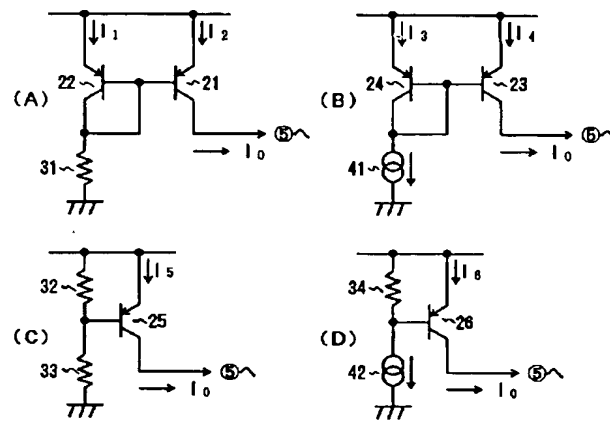 I₁ I₂
22 21
(A)
⑤
31 I₀
I₃ I₄
24 23
(B)
⑤
41 I₀
32 I₅
25
(C)
33 ⑤
I₀
34 I₆
26
(D)
42 ⑤
I₀